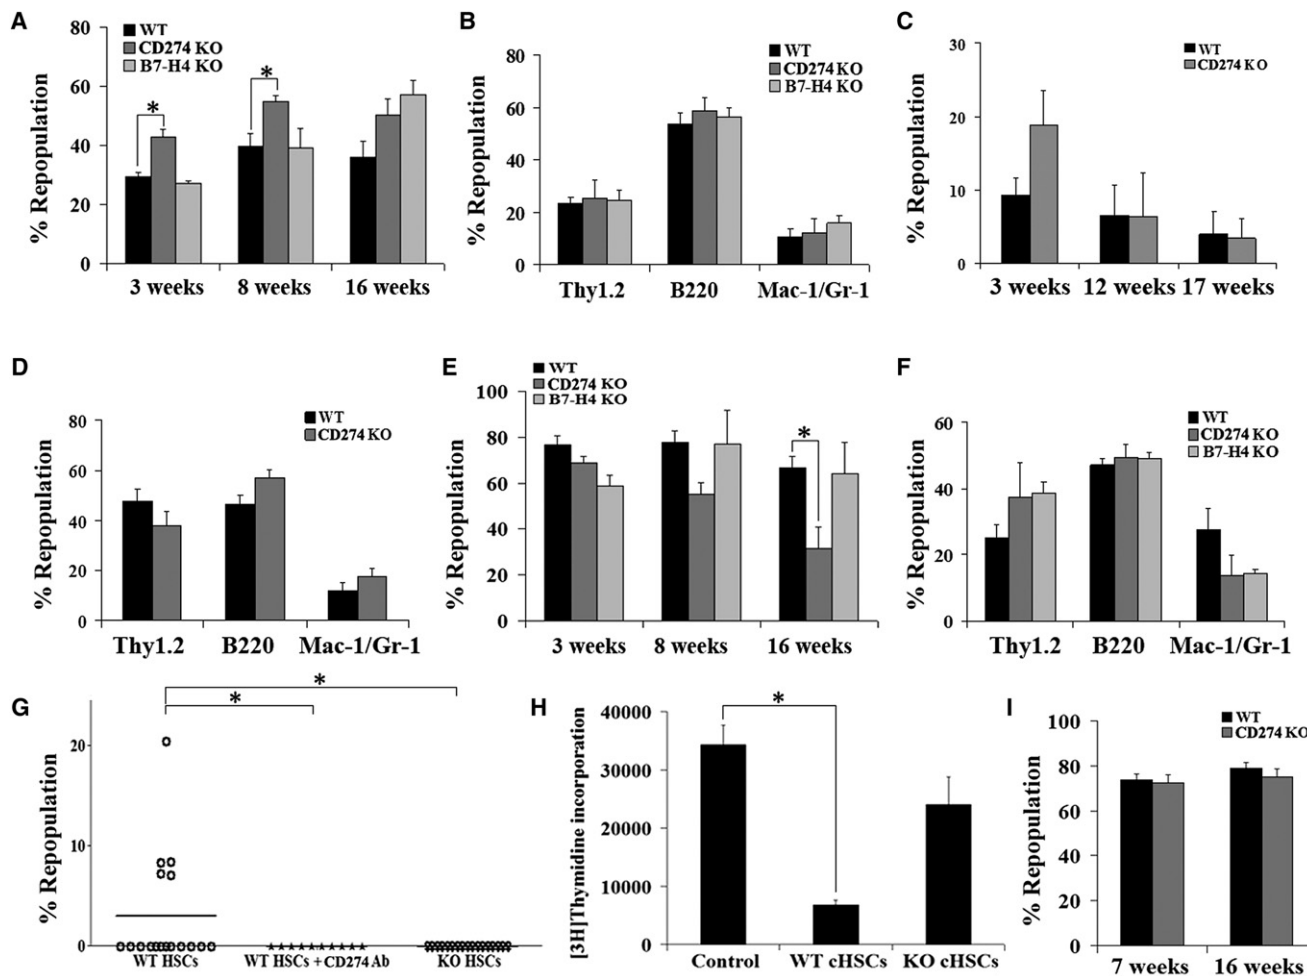 A
WT
CD274 KO
B7-H4 KO
% Repopulation
80
60
40
20
0
*
*
3 weeks 8 weeks 16 weeks
B
WT
CD274 KO
B7-H4 KO
% Repopulation
80
60
40
20
0
Thy1.2 B220 Mac-1/Gr-1
C
WT
CD274 KO
% Repopulation
30
20
10
0
3 weeks 12 weeks 17 weeks
D
WT
CD274 KO
% Repopulation
80
60
40
20
0
Thy1.2 B220 Mac-1/Gr-1
E
WT
CD274 KO
B7-H4 KO
% Repopulation
100
80
60
40
20
0
*
3 weeks 8 weeks 16 weeks
F
WT
CD274 KO
B7-H4 KO
% Repopulation
60
40
20
0
Thy1.2 B220 Mac-1/Gr-1
G
*
*
% Repopulation
20
10
0
WT HSCs WT HSCs +CD274 Ab KO HSCs
H
[3H]Thymidine incorporation
40000
30000
20000
10000
0
*
Control WT cHSCs KO cHSCs
I
WT
CD274 KO
% Repopulation
100
80
60
40
20
0
7 weeks 16 weeks